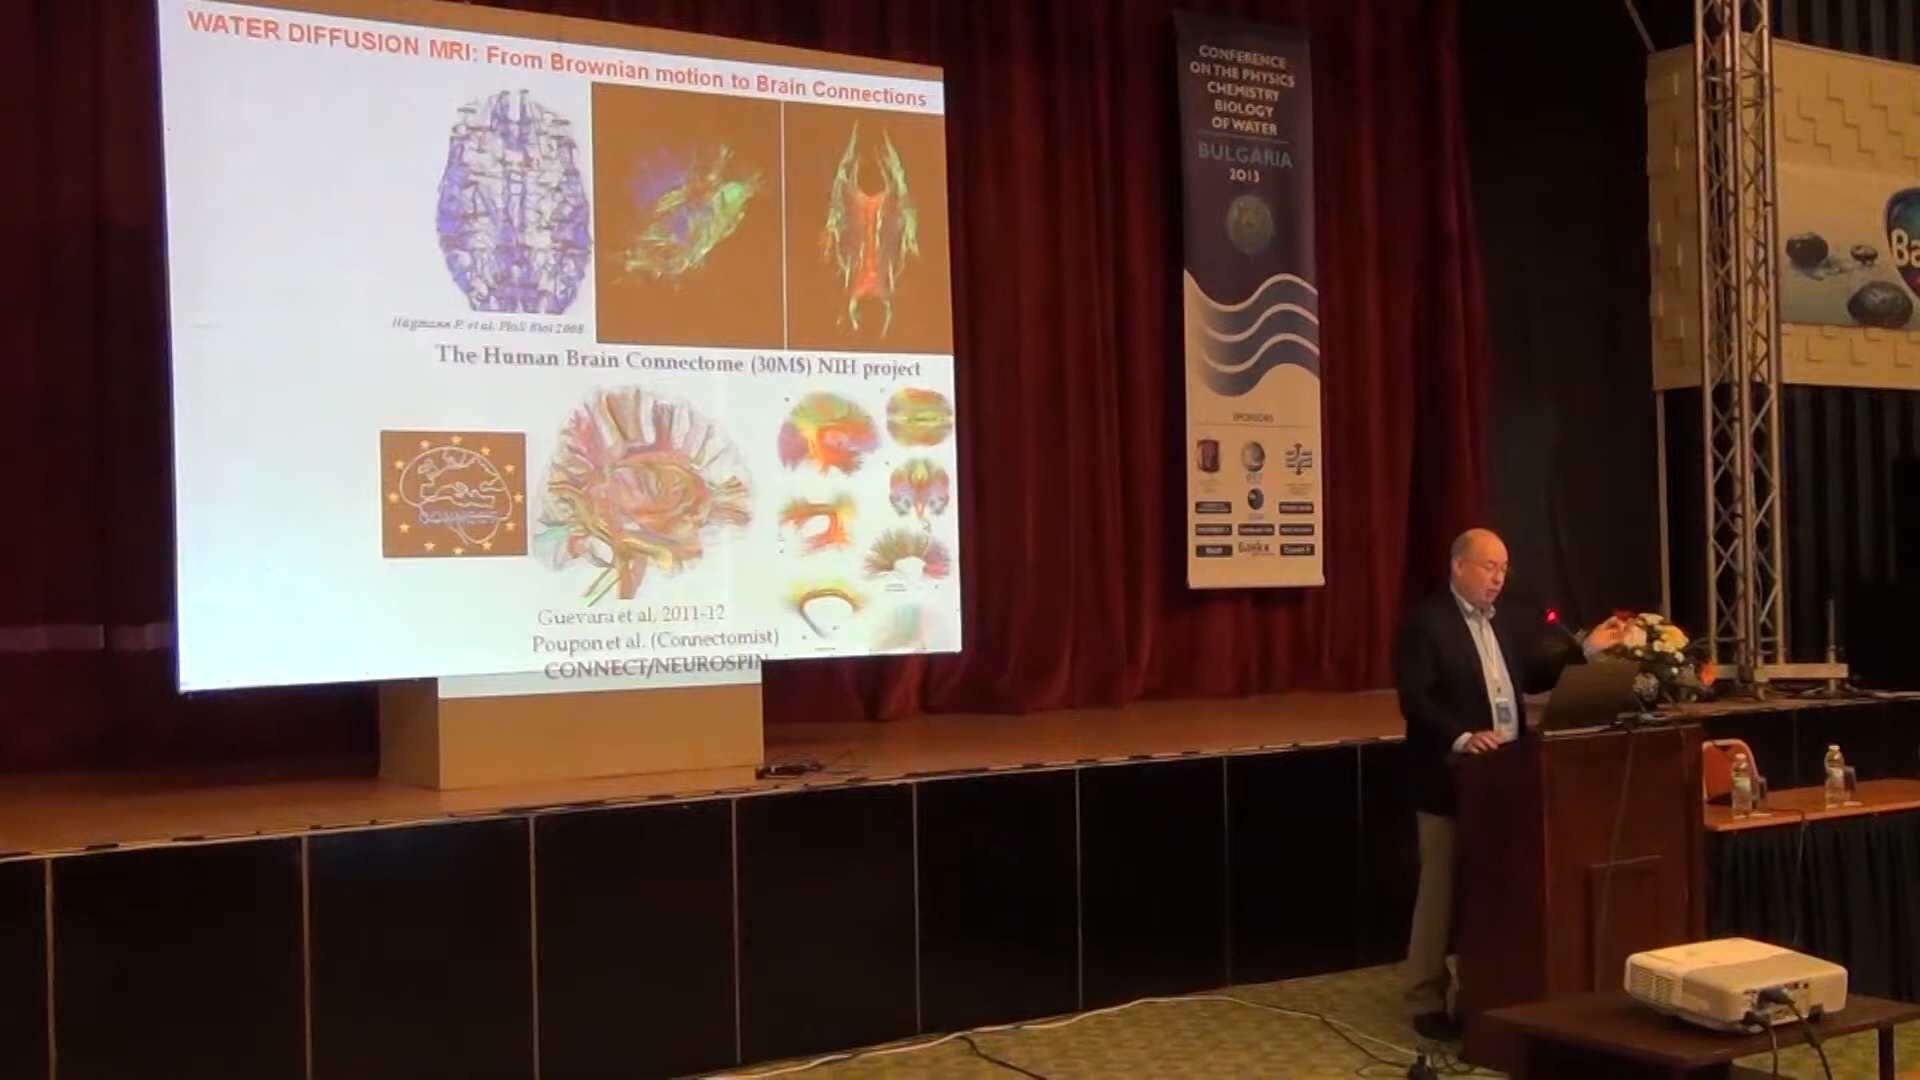 WATER DIFFUSION MRI: From Brownian motion to Brain Connections
Hagmann P. et al. PLoS Biol 2008
The Human Brain Connectome (30M$) NIH project
CONNECT
Guevara et al, 2011-12
Poupon et al. (Connectomist)
CONNECT/NEUROSPIN
CONFERENCE
ON THE PHYSICS
CHEMISTRY
BIOLOGY
OF WATER
BULGARIA
2013
SPONSORS
Ba